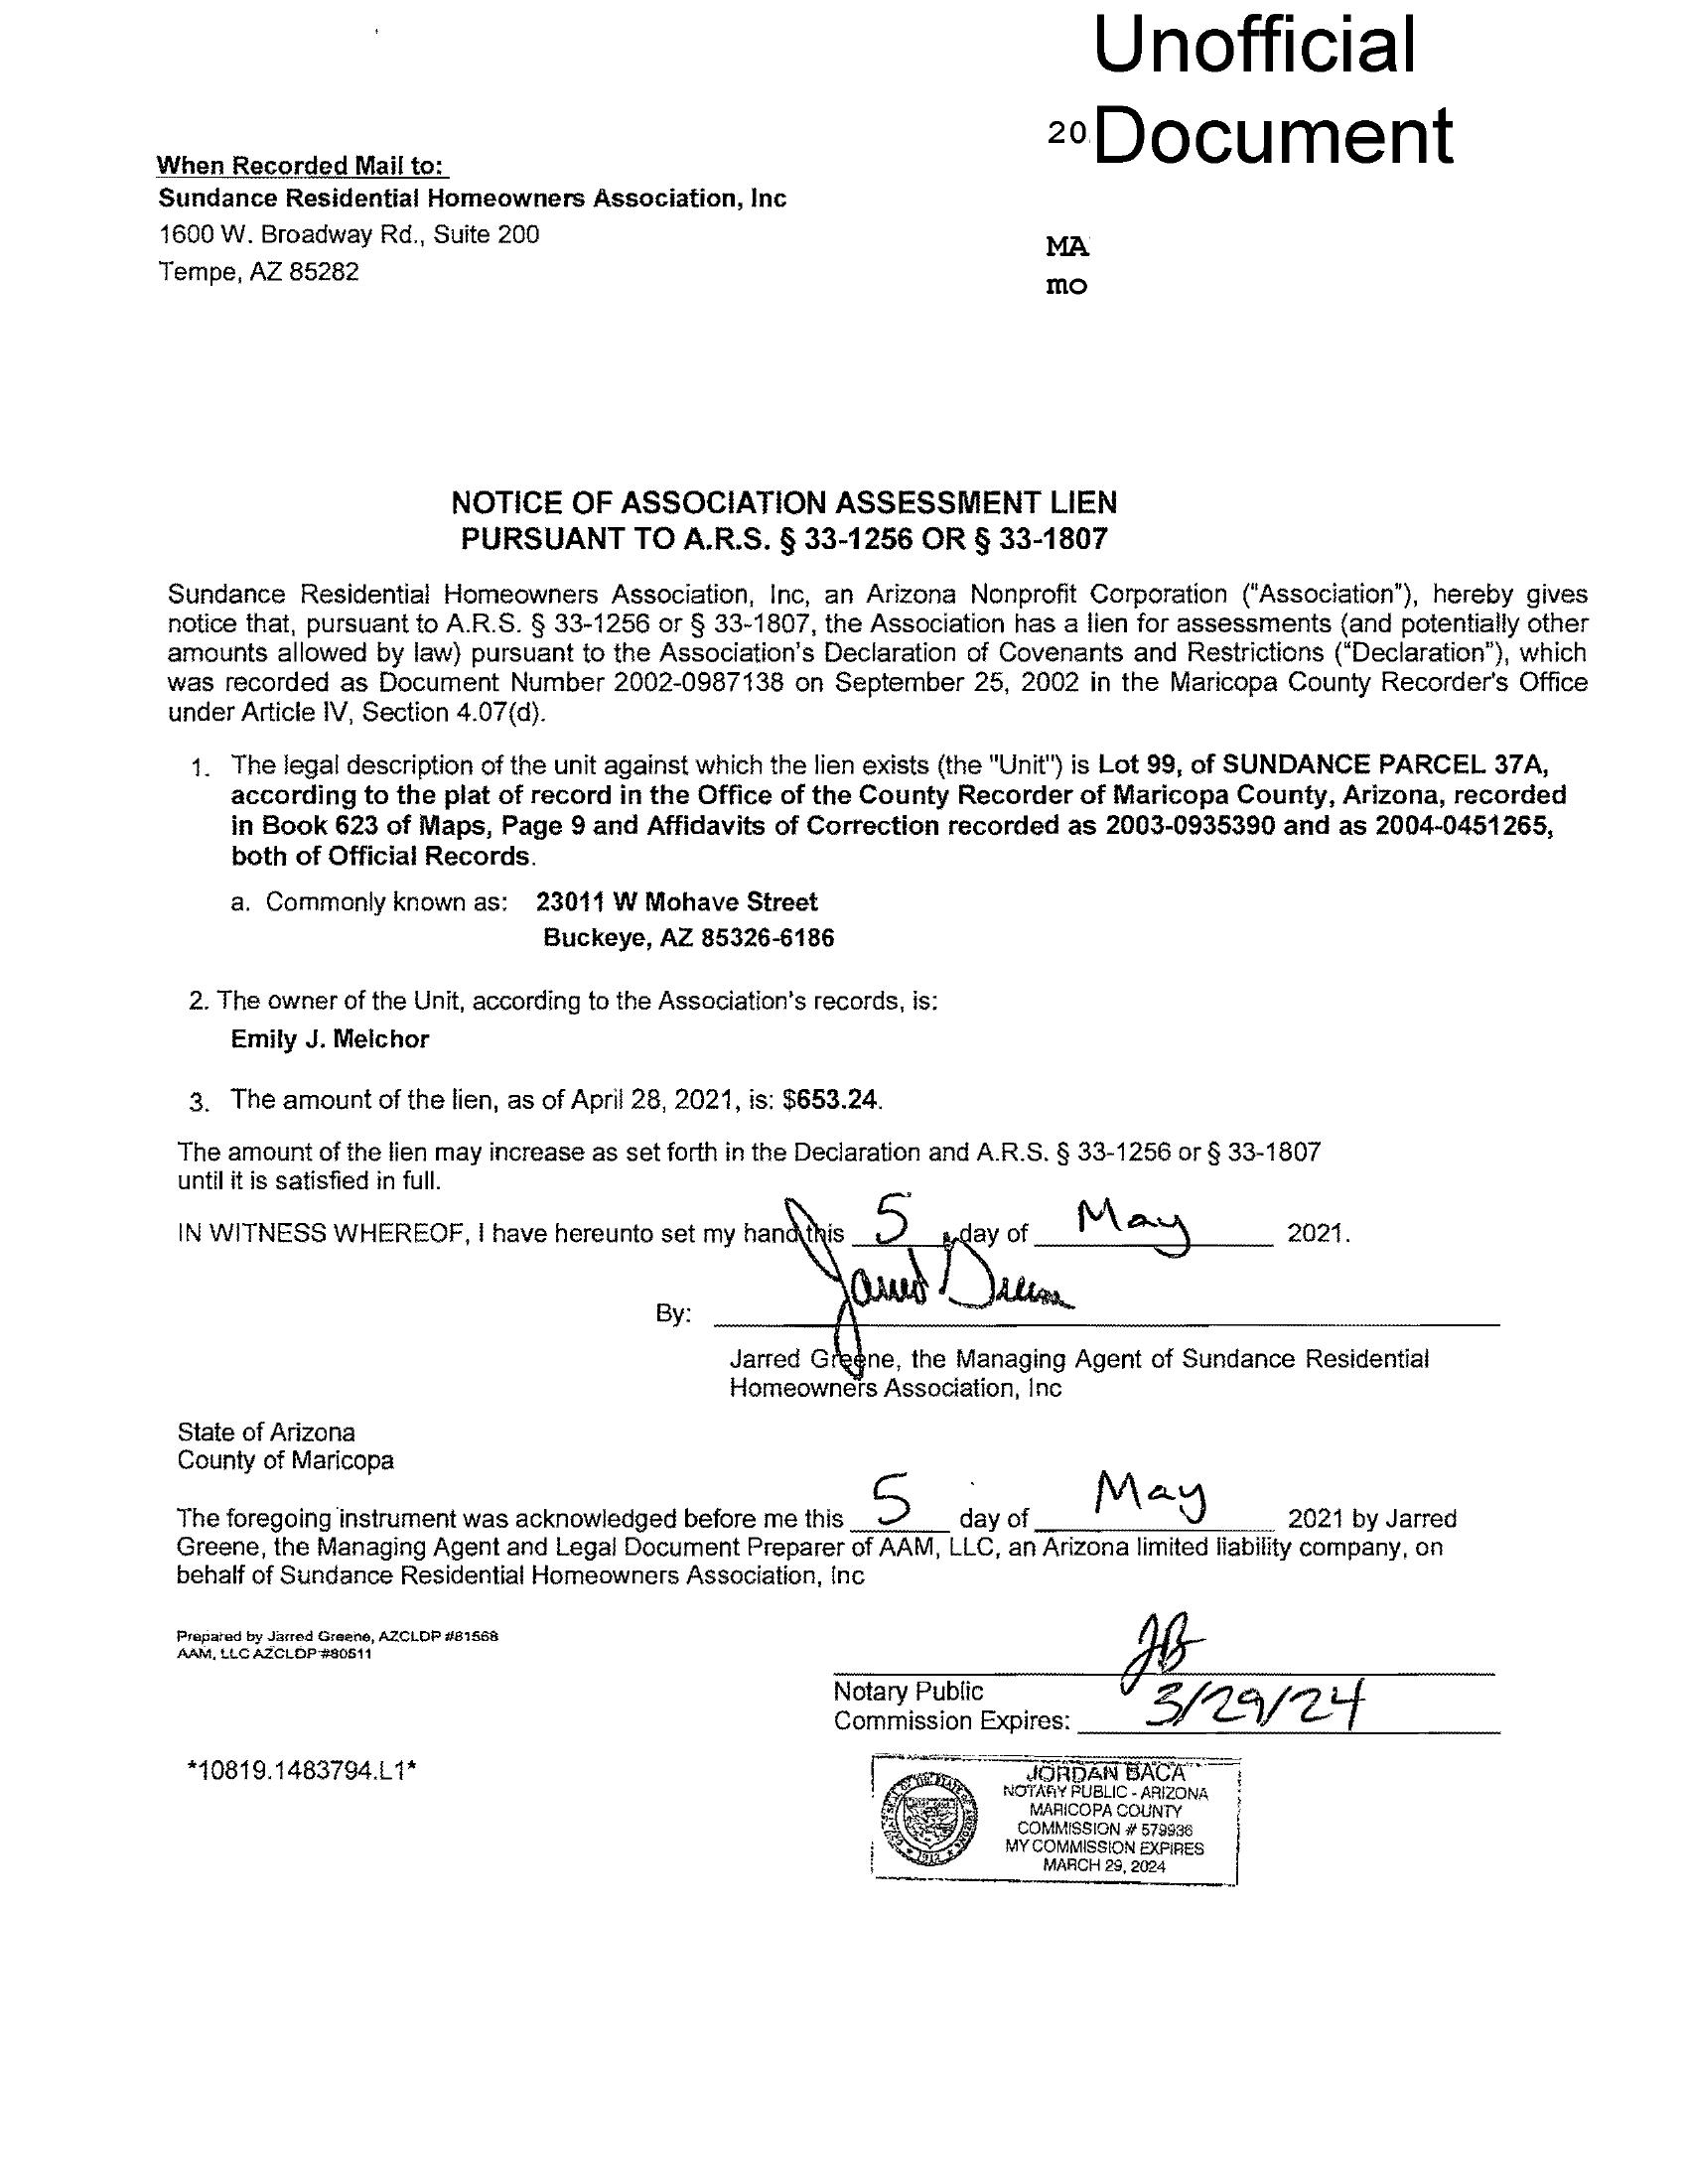 Unofficial
20 Document
When Recorded Mail to:
Sundance Residential Homeowners Association, Inc
1600 W. Broadway Rd., Suite 200
Tempe, AZ 85282
MA
mo
NOTICE OF ASSOCIATION ASSESSMENT LIEN
PURSUANT TO A.R.S. § 33-1256 OR § 33-1807
Sundance Residential Homeowners Association, Inc, an Arizona Nonprofit Corporation ("Association"), hereby gives
notice that, pursuant to A.R.S. § 33-1256 or § 33-1807, the Association has a lien for assessments (and potentially other
amounts allowed by law) pursuant to the Association's Declaration of Covenants and Restrictions ("Declaration"), which
was recorded as Document Number 2002-0987138 on September 25, 2002 in the Maricopa County Recorder's Office
under Article IV, Section 4.07(d).
1. The legal description of the unit against which the lien exists (the "Unit") is Lot 99, of SUNDANCE PARCEL 37A,
according to the plat of record in the Office of the County Recorder of Maricopa County, Arizona, recorded
in Book 623 of Maps, Page 9 and Affidavits of Correction recorded as 2003-0935390 and as 2004-0451265,
both of Official Records.
a. Commonly known as: 23011 W Mohave Street
Buckeye, AZ 85326-6186
2. The owner of the Unit, according to the Association's records, is:
Emily J. Melchor
3. The amount of the lien, as of April 28, 2021, is: $653.24.
The amount of the lien may increase as set forth in the Declaration and A.R.S. § 33-1256 or § 33-1807
until it is satisfied in full.
IN WITNESS WHEREOF, I have hereunto set my hand this 5 day of May 2021.
By: Jarred Greene
Jarred Greene, the Managing Agent of Sundance Residential
Homeowners Association, Inc
State of Arizona
County of Maricopa
The foregoing instrument was acknowledged before me this 5 day of May 2021 by Jarred
Greene, the Managing Agent and Legal Document Preparer of AAM, LLC, an Arizona limited liability company, on
behalf of Sundance Residential Homeowners Association, Inc
Prepared by Jarred Greene, AZCLDP #81568
AAM, LLC AZCLDP #80511
JB
Notary Public
Commission Expires: 3/29/24
*10819.1483794.L1*
JORDAN BACA
NOTARY PUBLIC - ARIZONA
MARICOPA COUNTY
COMMISSION # 579936
MY COMMISSION EXPIRES
MARCH 29, 2024